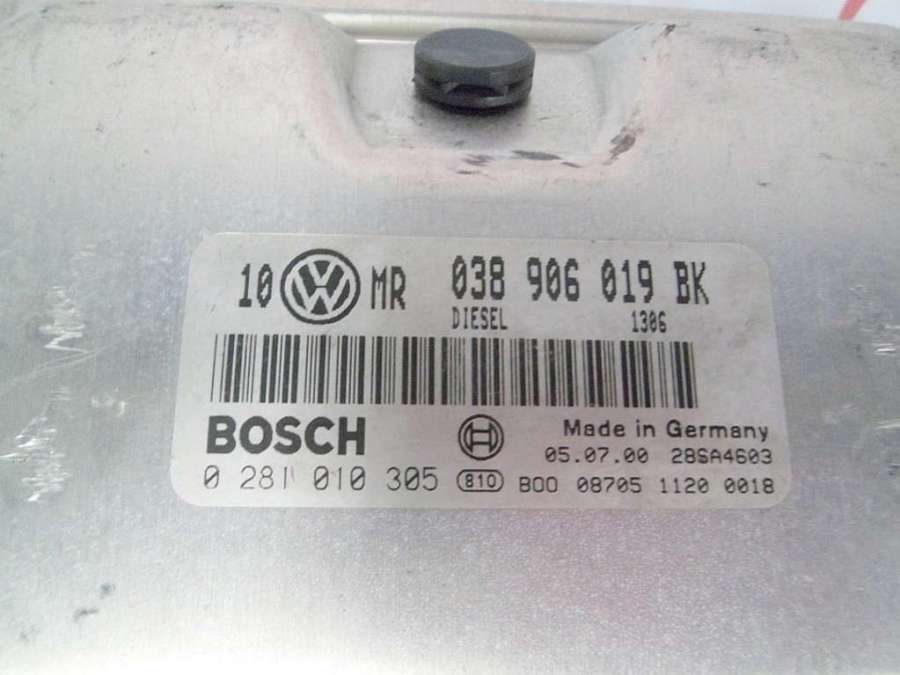 10 MR 038 906 019 BK
DIESEL 1306
BOSCH Made in Germany
05.07.00 28SA4603
0 281 010 305 810 B00 08705 1120 0018